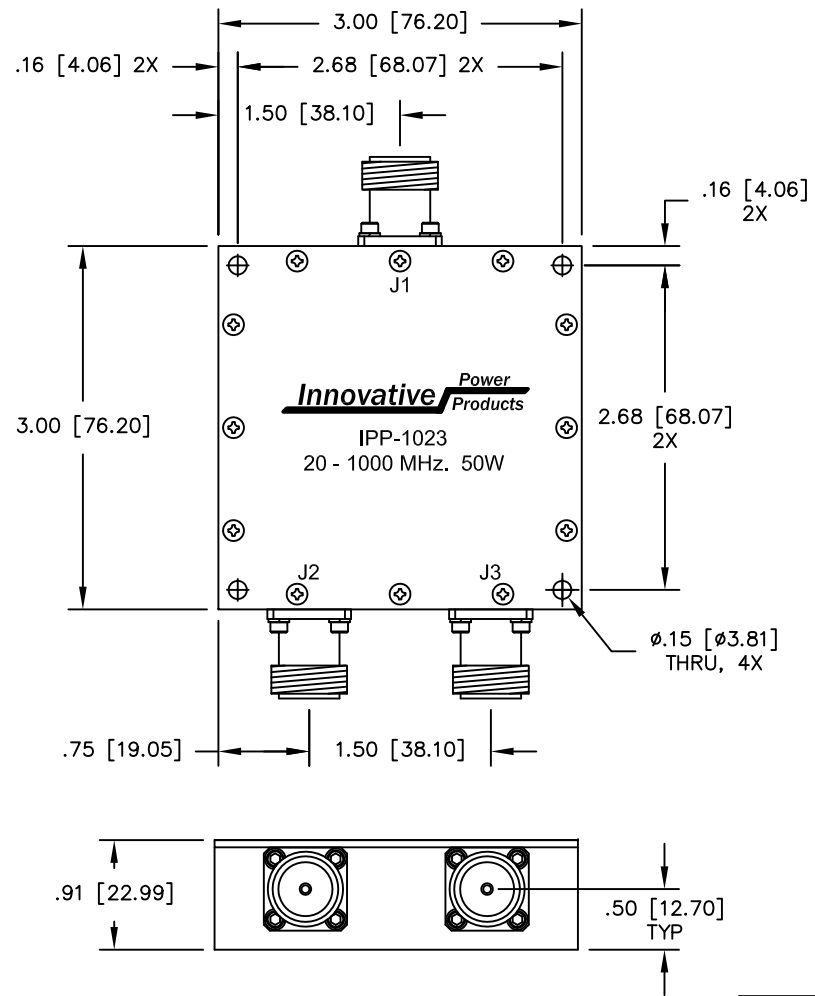 3.00 [76.20]
.16 [4.06] 2X
2.68 [68.07] 2X
1.50 [38.10]
.16 [4.06]
2X
J1
3.00 [76.20]
Innovative Power Products
IPP-1023
20 - 1000 MHz. 50W
2.68 [68.07]
2X
J2
J3
ø.15 [ø3.81]
THRU, 4X
.75 [19.05]
1.50 [38.10]
.91 [22.99]
.50 [12.70]
TYP